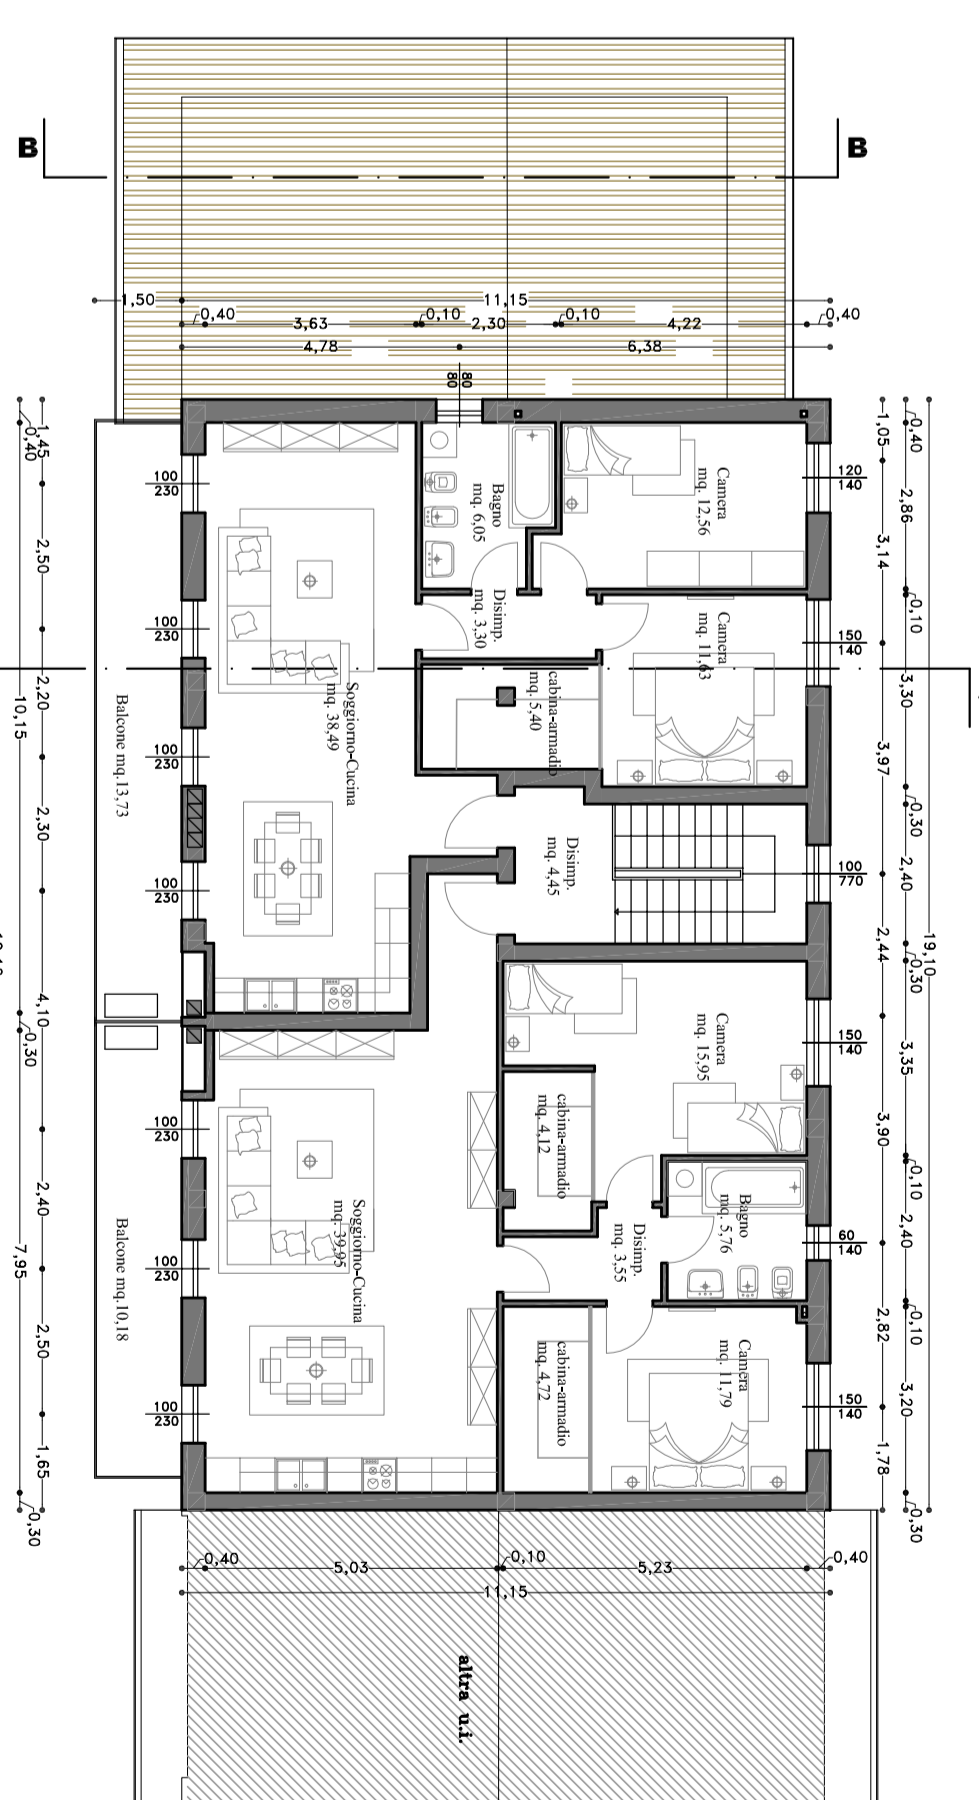 B
B
1,50
11,15
0,40
3,63
0,10
2,30
0,10
4,22
0,40
4,78
6,38
80
80
1,45
0,40
2,50
2,20
10,15
2,30
4,10
0,30
2,40
7,95
2,50
1,65
0,30
100
230
100
230
100
230
100
230
100
230
100
230
100
230
Balcone mq.13,73
Balcone mq.10,18
Soggiorno-Cucina
mq. 38,49
Bagno
mq. 6,05
Camera
mq. 12,56
Disimp.
mq. 3,30
Camera
mq. 11,63
cabina-armadio
mq. 5,40
Disimp.
mq. 4,45
Camera
mq. 15,95
cabina-armadio
mq. 4,12
Bagno
mq. 5,76
Disimp.
mq. 3,55
Soggiorno-Cucina
mq. 39,95
cabina-armadio
mq. 4,72
Camera
mq. 11,79
120
140
150
140
100
770
150
140
60
140
150
140
1,05
0,40
2,86
3,14
0,10
3,30
3,97
0,30
2,40
2,44
0,30
19,10
3,35
3,90
0,10
2,40
2,82
0,10
3,20
1,78
0,30
0,40
5,03
0,10
5,23
0,40
11,15
altra u.i.